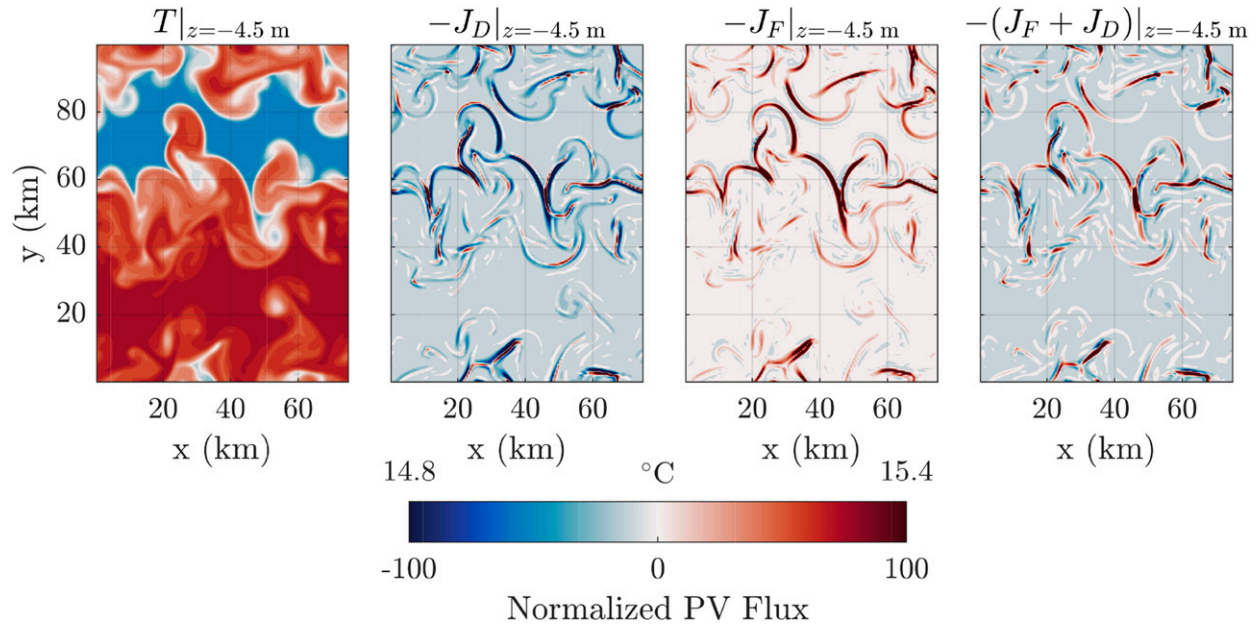 T|z=−4.5 m
−J_D|z=−4.5 m
−J_F|z=−4.5 m
−(J_F + J_D)|z=−4.5 m
80
60
40
20
y (km)
20 40 60
20 40 60
20 40 60
20 40 60
x (km)
x (km)
x (km)
x (km)
14.8 °C 15.4
-100 0 100
Normalized PV Flux